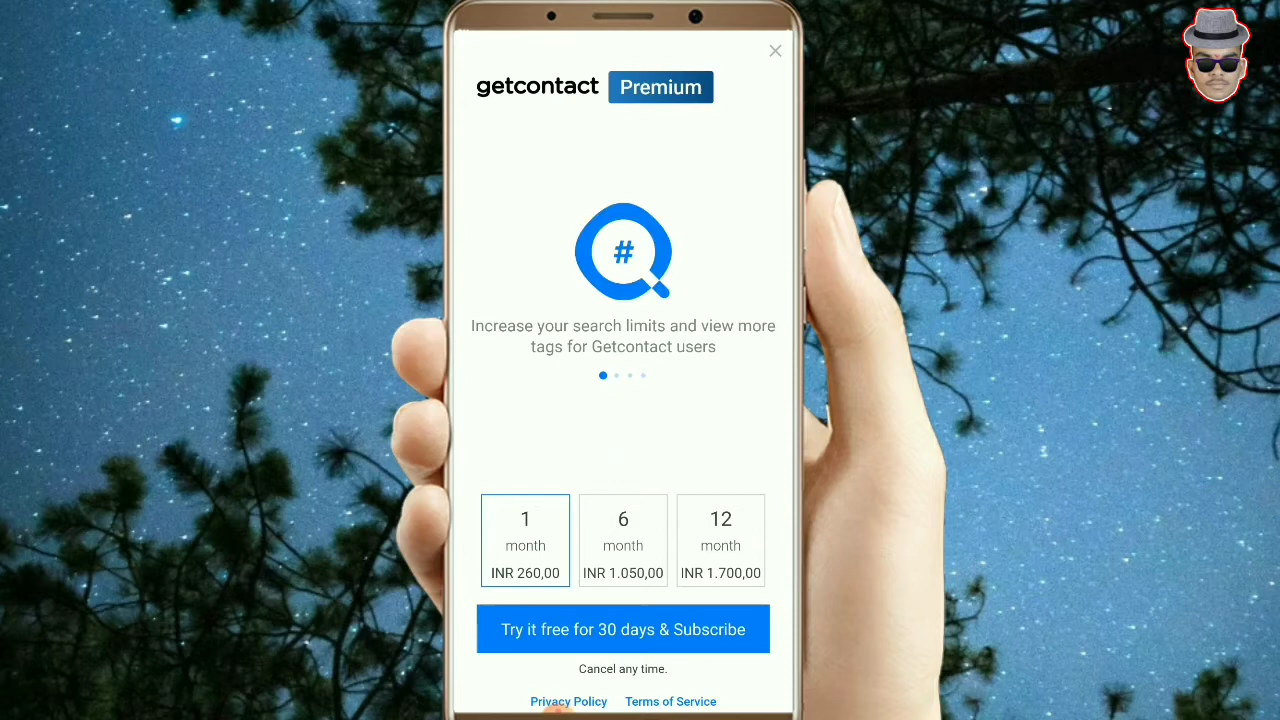 getcontact Premium
#
Increase your search limits and view more
tags for Getcontact users
1
month
INR 260,00
6
month
INR 1.050,00
12
month
INR 1.700,00
Try it free for 30 days & Subscribe
Cancel any time.
Privacy Policy Terms of Service